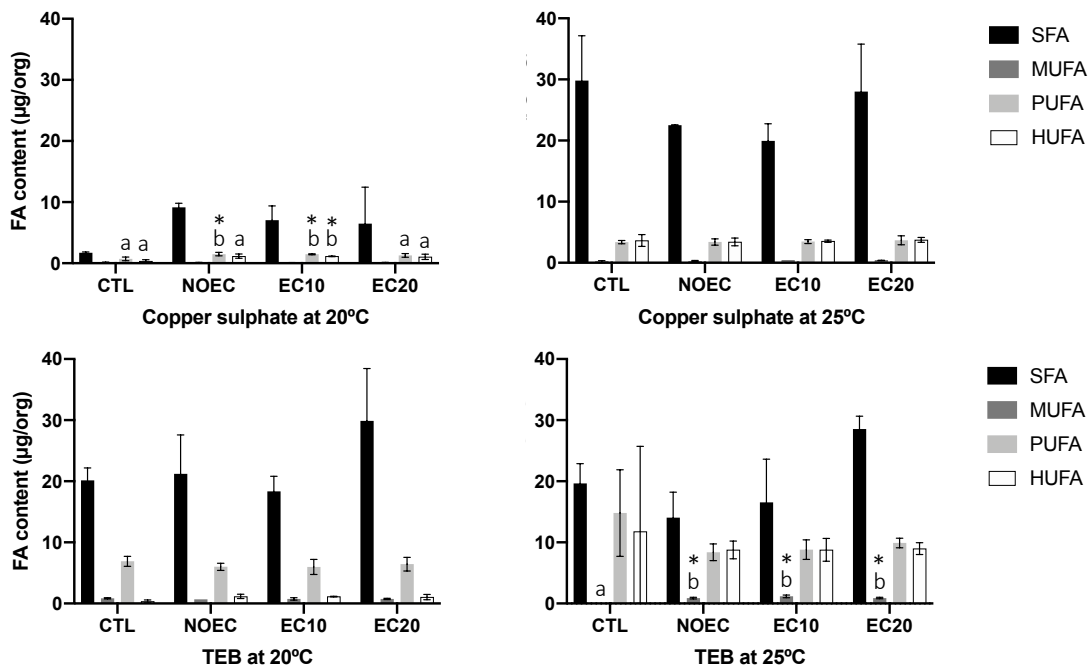 FA content (µg/org)
40
30
20
10
0
* * *
a a b a b b a a
CTL NOEC EC10 EC20
Copper sulphate at 20ºC
40
30
20
10
0
CTL NOEC EC10 EC20
Copper sulphate at 25ºC
SFA
MUFA
PUFA
HUFA
FA content (µg/org)
40
30
20
10
0
CTL NOEC EC10 EC20
TEB at 20ºC
40
30
20
10
0
* * *
a b b b
CTL NOEC EC10 EC20
TEB at 25ºC
SFA
MUFA
PUFA
HUFA